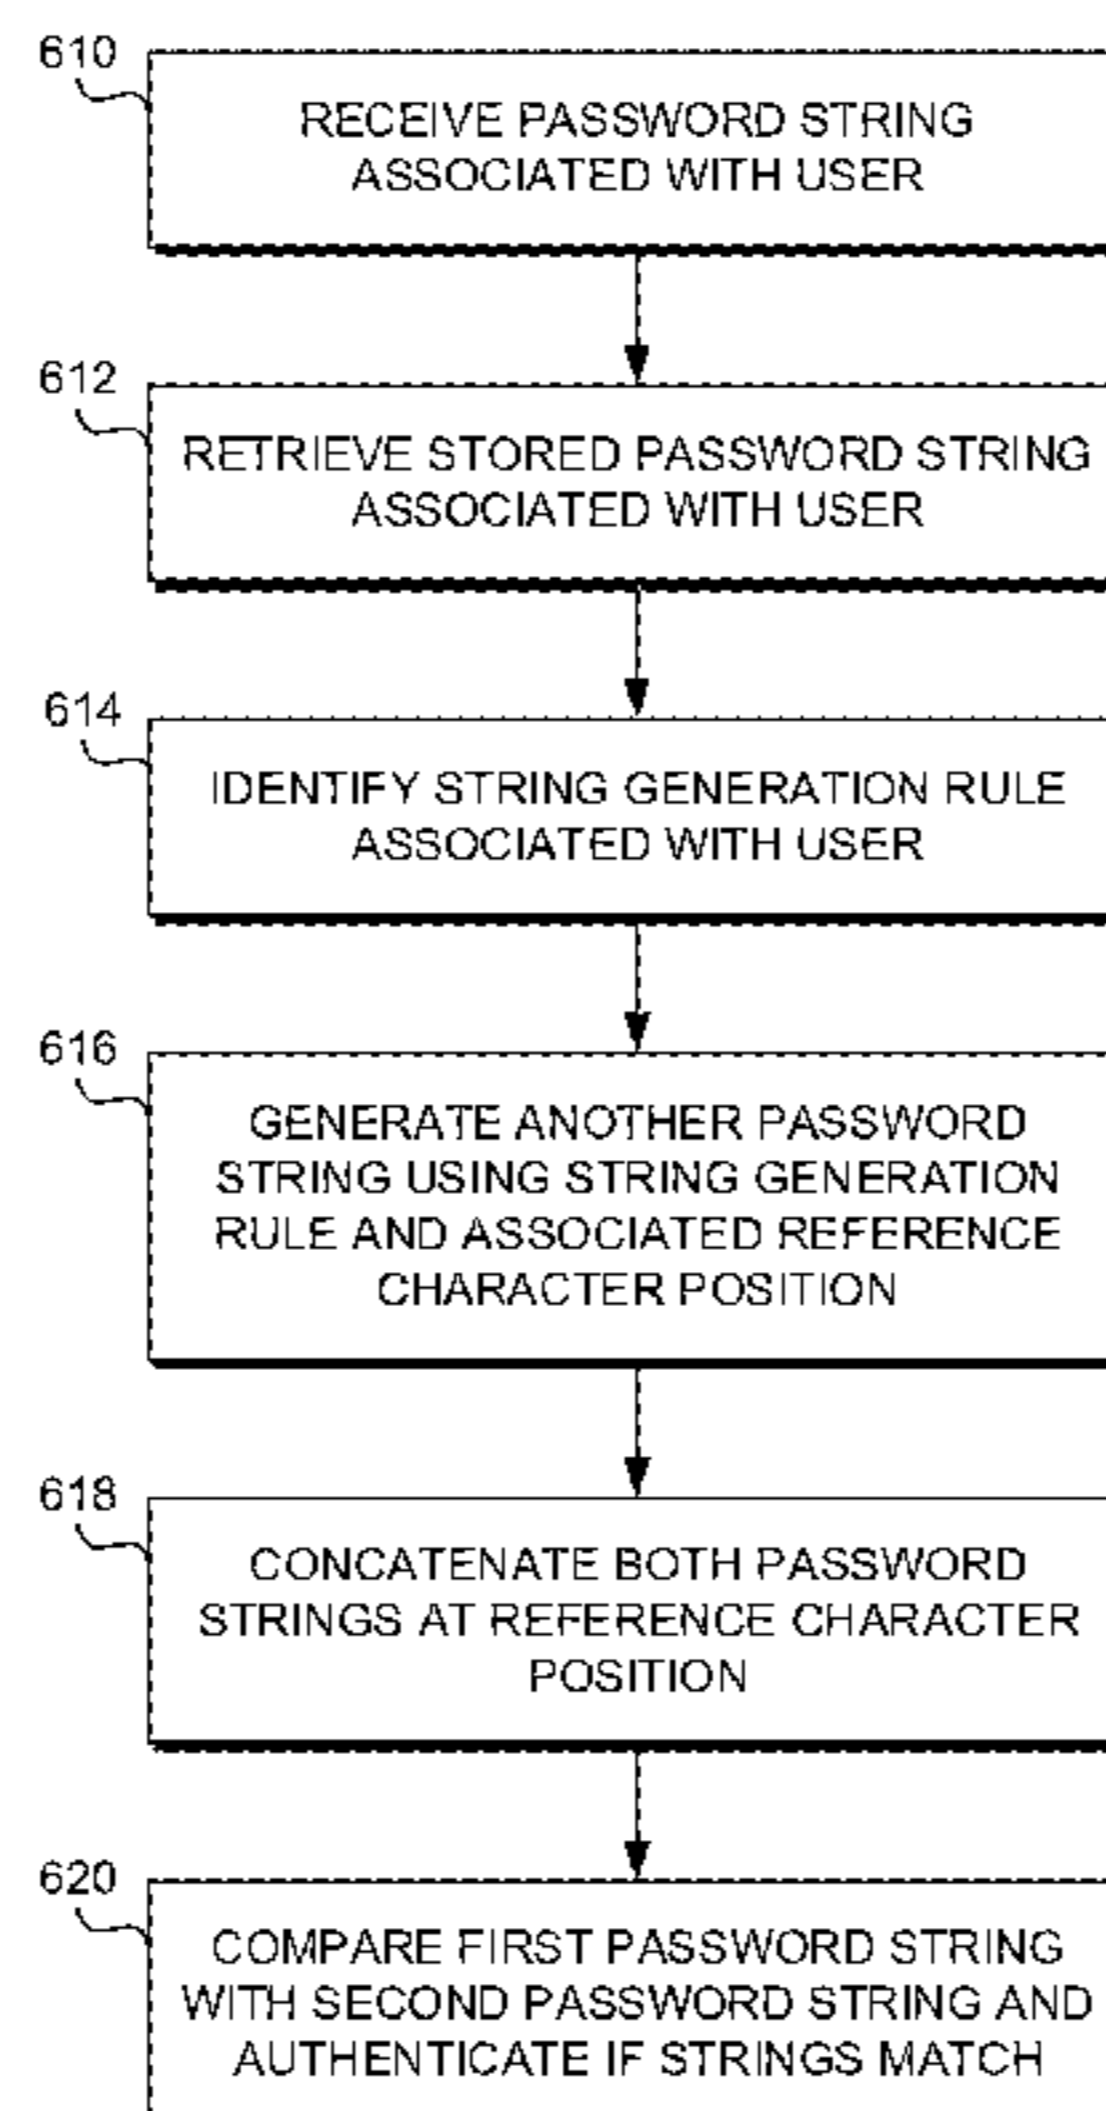 610
RECEIVE PASSWORD STRING
ASSOCIATED WITH USER
612
RETRIEVE STORED PASSWORD STRING
ASSOCIATED WITH USER
614
IDENTIFY STRING GENERATION RULE
ASSOCIATED WITH USER
616
GENERATE ANOTHER PASSWORD
STRING USING STRING GENERATION
RULE AND ASSOCIATED REFERENCE
CHARACTER POSITION
618
CONCATENATE BOTH PASSWORD
STRINGS AT REFERENCE CHARACTER
POSITION
620
COMPARE FIRST PASSWORD STRING
WITH SECOND PASSWORD STRING AND
AUTHENTICATE IF STRINGS MATCH